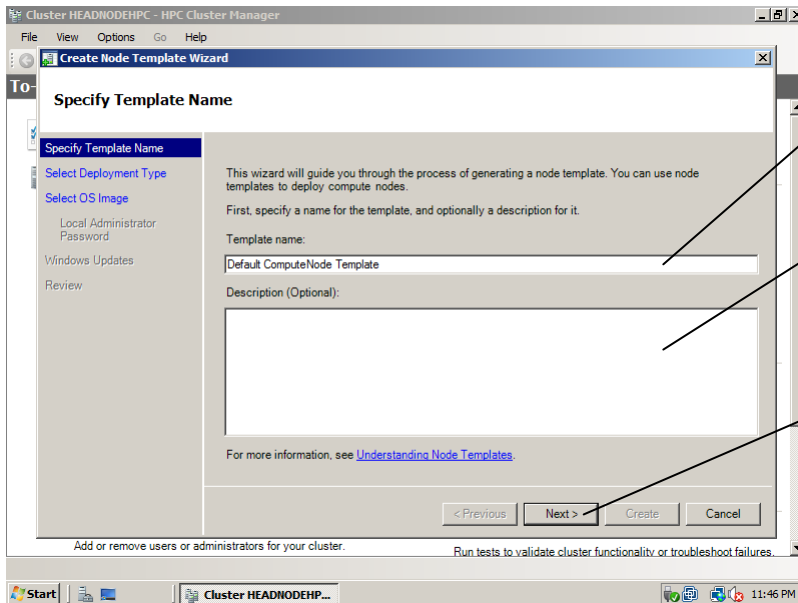 Cluster HEADNODEHPC - HPC Cluster Manager
File View Options Go Help
Create Node Template Wizard
To-
Specify Template Name
Specify Template Name
Select Deployment Type
Select OS Image
Local Administrator
Password
Windows Updates
Review
This wizard will guide you through the process of generating a node template. You can use node
templates to deploy compute nodes.
First, specify a name for the template, and optionally a description for it.
Template name:
Default ComputeNode Template
Description (Optional):
For more information, see Understanding Node Templates.
< Previous Next > Create Cancel
Add or remove users or administrators for your cluster.
Run tests to validate cluster functionality or troubleshoot failures.
Start Cluster HEADNODEHP... 11:46 PM